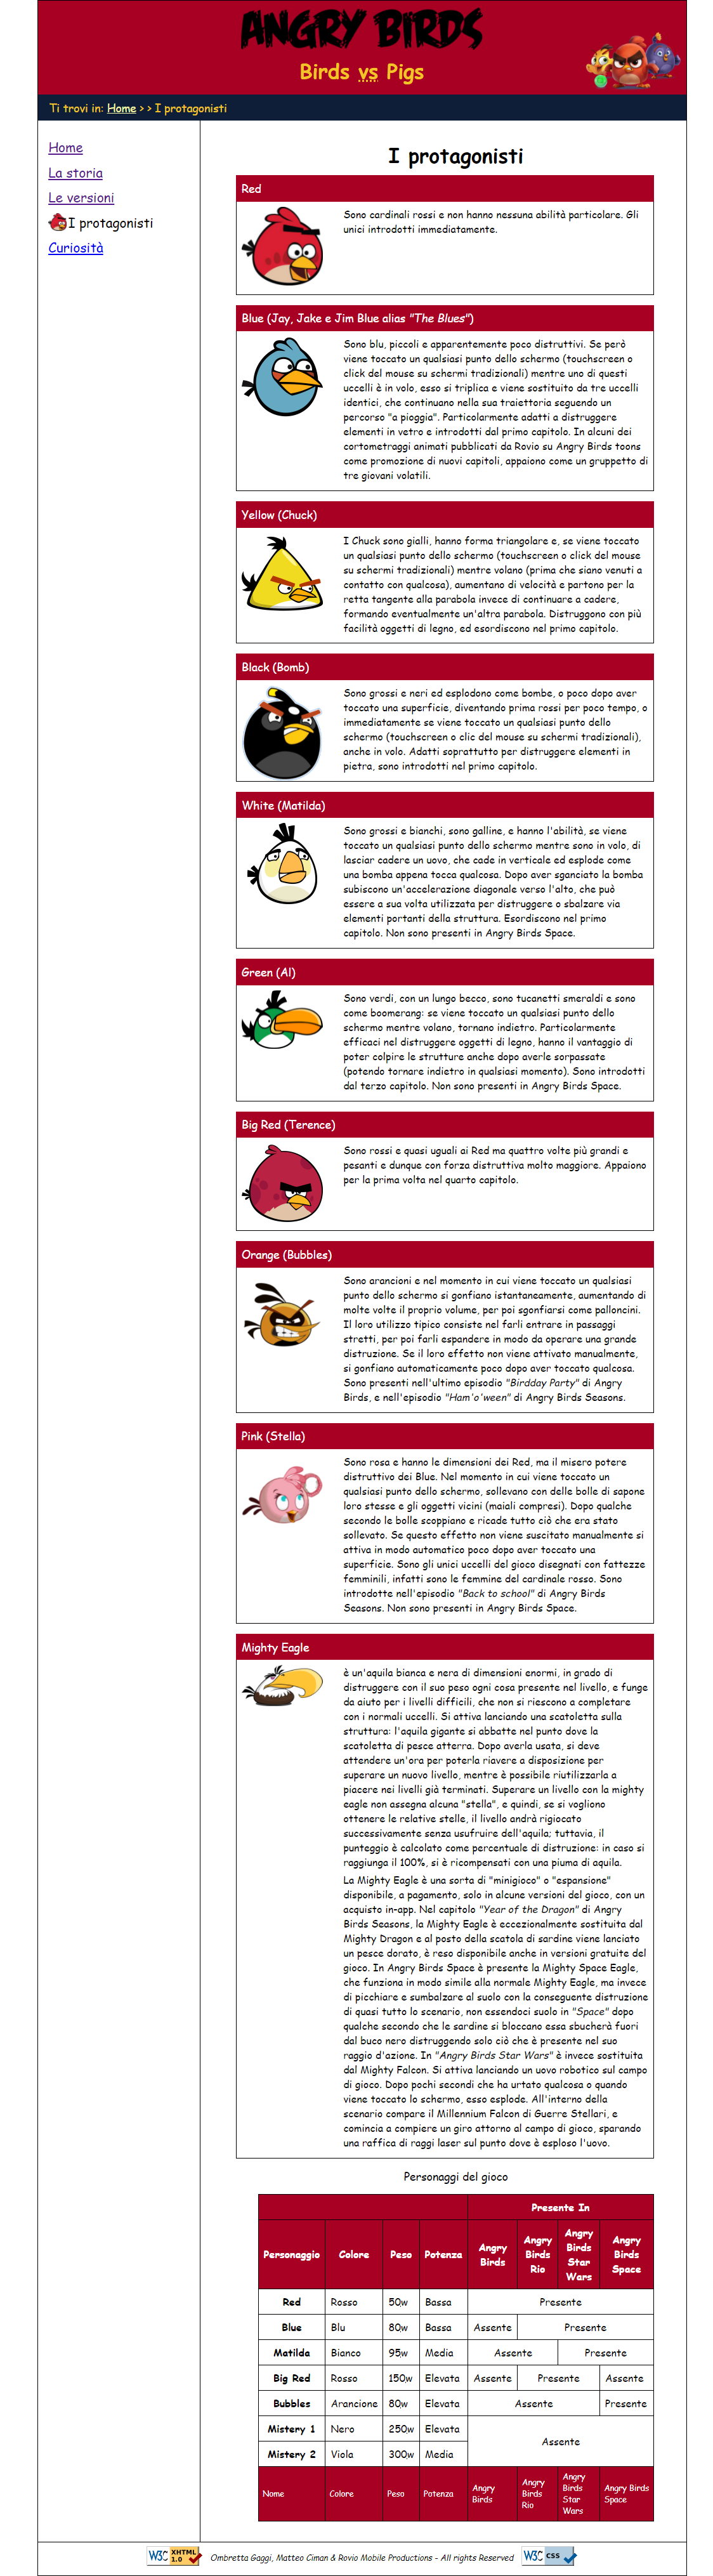 ANGRY BIRDS
Birds vs Pigs
Ti trovi in: Home > > I protagonisti
Home
La storia
Le versioni
I protagonisti
Curiosità
I protagonisti
Red
Sono cardinali rossi e non hanno nessuna abilità particolare. Gli
unici introdotti immediatamente.
Blue (Jay, Jake e Jim Blue alias "The Blues")
Sono blu, piccoli e apparentemente poco distruttivi. Se però
viene toccato un qualsiasi punto dello schermo (touchscreen o
click del mouse su schermi tradizionali) mentre uno di questi
uccelli è in volo, esso si triplica e viene sostituito da tre uccelli
identici, che continuano nella sua traiettoria seguendo un
percorso "a pioggia". Particolarmente adatti a distruggere
elementi in vetro e introdotti dal primo capitolo. In alcuni dei
cortometraggi animati pubblicati da Rovio su Angry Birds toons
come promozione di nuovi capitoli, appaiono come un gruppetto di
tre giovani volatili.
Yellow (Chuck)
I Chuck sono gialli, hanno forma triangolare e, se viene toccato
un qualsiasi punto dello schermo (touchscreen o click del mouse
su schermi tradizionali) mentre volano (prima che siano venuti a
contatto con qualcosa), aumentano di velocità e partono per la
retta tangente alla parabola invece di continuare a cadere,
formando eventualmente un'altra parabola. Distruggono con più
facilità oggetti di legno, ed esordiscono nel primo capitolo.
Black (Bomb)
Sono grossi e neri ed esplodono come bombe, o poco dopo aver
toccato una superficie, diventando prima rossi per poco tempo, o
immediatamente se viene toccato un qualsiasi punto dello
schermo (touchscreen o clic del mouse su schermi tradizionali),
anche in volo. Adatti soprattutto per distruggere elementi in
pietra, sono introdotti nel primo capitolo.
White (Matilda)
Sono grossi e bianchi, sono galline, e hanno l'abilità, se viene
toccato un qualsiasi punto dello schermo mentre sono in volo, di
lasciar cadere un uovo, che cade in verticale ed esplode come
una bomba appena tocca qualcosa. Dopo aver sganciato la bomba
subiscono un'accelerazione diagonale verso l'alto, che può
essere a sua volta utilizzata per distruggere o sbalzare via
elementi portanti della struttura. Esordiscono nel primo
capitolo. Non sono presenti in Angry Birds Space.
Green (Al)
Sono verdi, con un lungo becco, sono tucanetti smeraldi e sono
come boomerang: se viene toccato un qualsiasi punto dello
schermo mentre volano, tornano indietro. Particolarmente
efficaci nel distruggere oggetti di legno, hanno il vantaggio di
poter colpire le strutture anche dopo averle sorpassate
(potendo tornare indietro in qualsiasi momento). Sono introdotti
dal terzo capitolo. Non sono presenti in Angry Birds Space.
Big Red (Terence)
Sono rossi e quasi uguali ai Red ma quattro volte più grandi e
pesanti e dunque con forza distruttiva molto maggiore. Appaiono
per la prima volta nel quarto capitolo.
Orange (Bubbles)
Sono arancioni e nel momento in cui viene toccato un qualsiasi
punto dello schermo si gonfiano istantaneamente, aumentando di
molte volte il proprio volume, per poi sgonfiarsi come palloncini.
Il loro utilizzo tipico consiste nel farli entrare in passaggi
stretti, per poi farli espandere in modo da operare una grande
distruzione. Se il loro effetto non viene attivato manualmente,
si gonfiano automaticamente poco dopo aver toccato qualcosa.
Sono presenti nell'ultimo episodio "Birdday Party" di Angry
Birds, e nell'episodio "Ham'o'ween" di Angry Birds Seasons.
Pink (Stella)
Sono rosa e hanno le dimensioni dei Red, ma il misero potere
distruttivo dei Blue. Nel momento in cui viene toccato un
qualsiasi punto dello schermo, sollevano con delle bolle di sapone
loro stesse e gli oggetti vicini (maiali compresi). Dopo qualche
secondo le bolle scoppiano e ricade tutto ciò che era stato
sollevato. Se questo effetto non viene suscitato manualmente si
attiva in modo automatico poco dopo aver toccato una
superficie. Sono gli unici uccelli del gioco disegnati con fattezze
femminili, infatti sono le femmine del cardinale rosso. Sono
introdotte nell'episodio "Back to school" di Angry Birds
Seasons. Non sono presenti in Angry Birds Space.
Mighty Eagle
è un'aquila bianca e nera di dimensioni enormi, in grado di
distruggere con il suo peso ogni cosa presente nel livello, e funge
da aiuto per i livelli difficili, che non si riescono a completare
con i normali uccelli. Si attiva lanciando una scatoletta sulla
struttura: l'aquila gigante si abbatte nel punto dove la
scatoletta di pesce atterra. Dopo averla usata, si deve
attendere un'ora per poterla riavere a disposizione per
superare un nuovo livello, mentre è possibile riutilizzarla a
piacere nei livelli già terminati. Superare un livello con la mighty
eagle non assegna alcuna "stella", e quindi, se si vogliono
ottenere le relative stelle, il livello andrà rigiocato
successivamente senza usufruire dell'aquila; tuttavia, il
punteggio è calcolato come percentuale di distruzione: in caso si
raggiunga il 100%, si è ricompensati con una piuma di aquila.
La Mighty Eagle è una sorta di "minigioco" o "espansione"
disponibile, a pagamento, solo in alcune versioni del gioco, con un
acquisto in-app. Nel capitolo "Year of the Dragon" di Angry
Birds Seasons, la Mighty Eagle è eccezionalmente sostituita dal
Mighty Dragon e al posto della scatola di sardine viene lanciato
un pesce dorato, è reso disponibile anche in versioni gratuite del
gioco. In Angry Birds Space è presente la Mighty Space Eagle,
che funziona in modo simile alla normale Mighty Eagle, ma invece
di picchiare e sumbalzare al suolo con la conseguente distruzione
di quasi tutto lo scenario, non essendoci suolo in "Space" dopo
qualche secondo che le sardine si bloccano essa sbucherà fuori
dal buco nero distruggendo solo ciò che è presente nel suo
raggio d'azione. In "Angry Birds Star Wars" è invece sostituita
dal Mighty Falcon. Si attiva lanciando un uovo robotico sul campo
di gioco. Dopo pochi secondi che ha urtato qualcosa o quando
viene toccato lo schermo, esso esplode. All'interno dello
scenario compare il Millennium Falcon di Guerre Stellari, e
comincia a compiere un giro attorno al campo di gioco, sparando
una raffica di raggi laser sul punto dove è esploso l'uovo.
Personaggi del gioco
Presente In
Personaggio Colore Peso Potenza Angry Birds Angry Birds Rio Angry Birds Star Wars Angry Birds Space
Red Rosso 50w Bassa Presente
Blue Blu 80w Bassa Assente Presente
Matilda Bianco 95w Media Assente Presente
Big Red Rosso 150w Elevata Assente Presente Assente
Bubbles Arancione 80w Elevata Assente Presente
Mistery 1 Nero 250w Elevata Assente
Mistery 2 Viola 300w Media
Nome Colore Peso Potenza Angry Birds Angry Birds Rio Angry Birds Star Wars Angry Birds Space
W3C XHTML 1.0 Ombretta Gaggi, Matteo Ciman & Rovio Mobile Productions - All rights Reserved W3C css